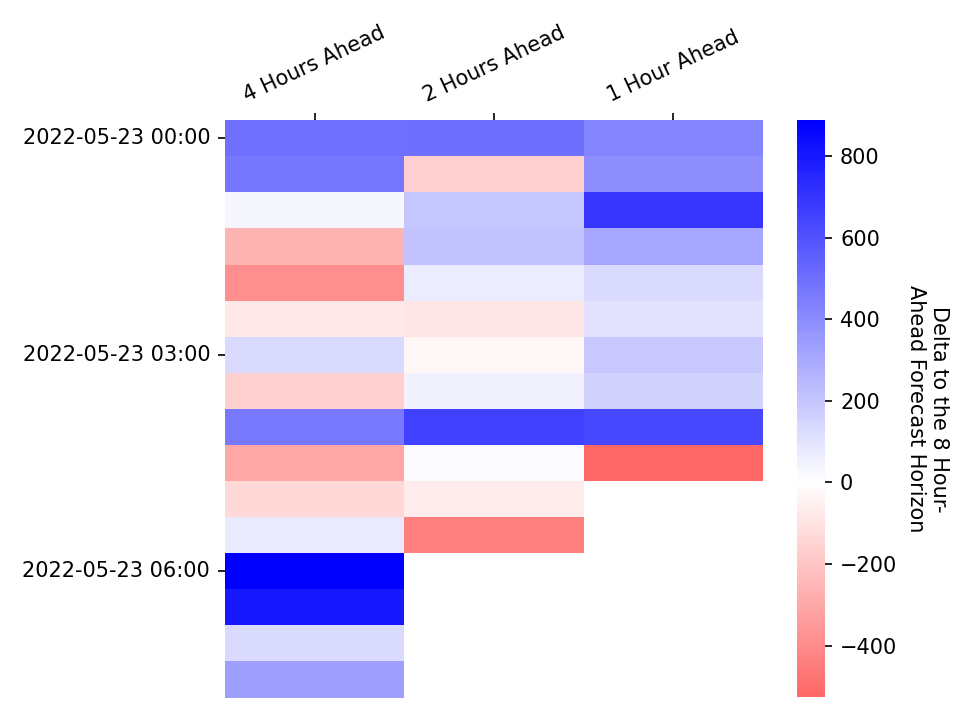 4 Hours Ahead
2 Hours Ahead
1 Hour Ahead
2022-05-23 00:00
2022-05-23 03:00
2022-05-23 06:00
800
600
400
200
0
−200
−400
Delta to the 8 Hour-
Ahead Forecast Horizon